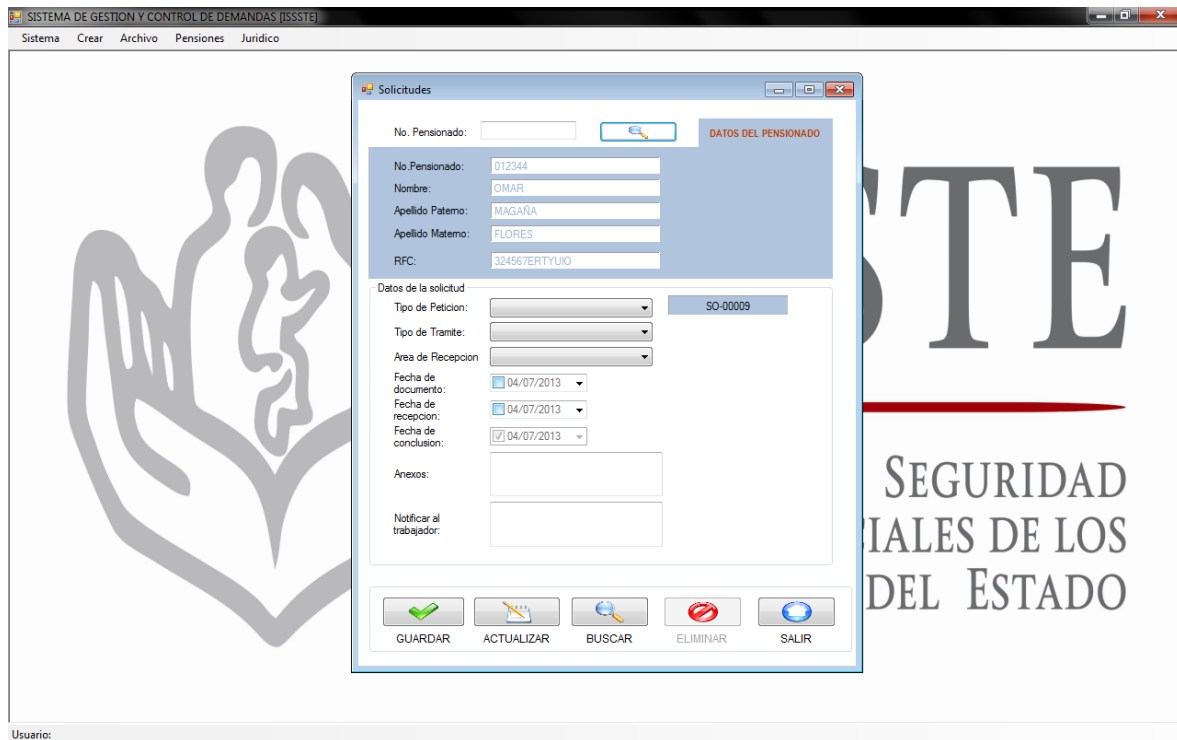 SISTEMA DE GESTION Y CONTROL DE DEMANDAS [ISSSTE]
Sistema Crear Archivo Pensiones Juridico
Solicitudes
No. Pensionado:
DATOS DEL PENSIONADO
No.Pensionado: 012344
Nombre: OMAR
Apellido Paterno: MAGAÑA
Apellido Materno: FLORES
RFC: 324567ERTYUIO
Datos de la solicitud
Tipo de Peticion: SO-00009
Tipo de Tramite:
Area de Recepcion
Fecha de
documento: 04/07/2013
Fecha de
recepcion: 04/07/2013
Fecha de
conclusion: 04/07/2013
Anexos:
Notificar al
trabajador:
GUARDAR ACTUALIZAR BUSCAR ELIMINAR SALIR
STE
SEGURIDAD
IALES DE LOS
DEL ESTADO
Usuario: